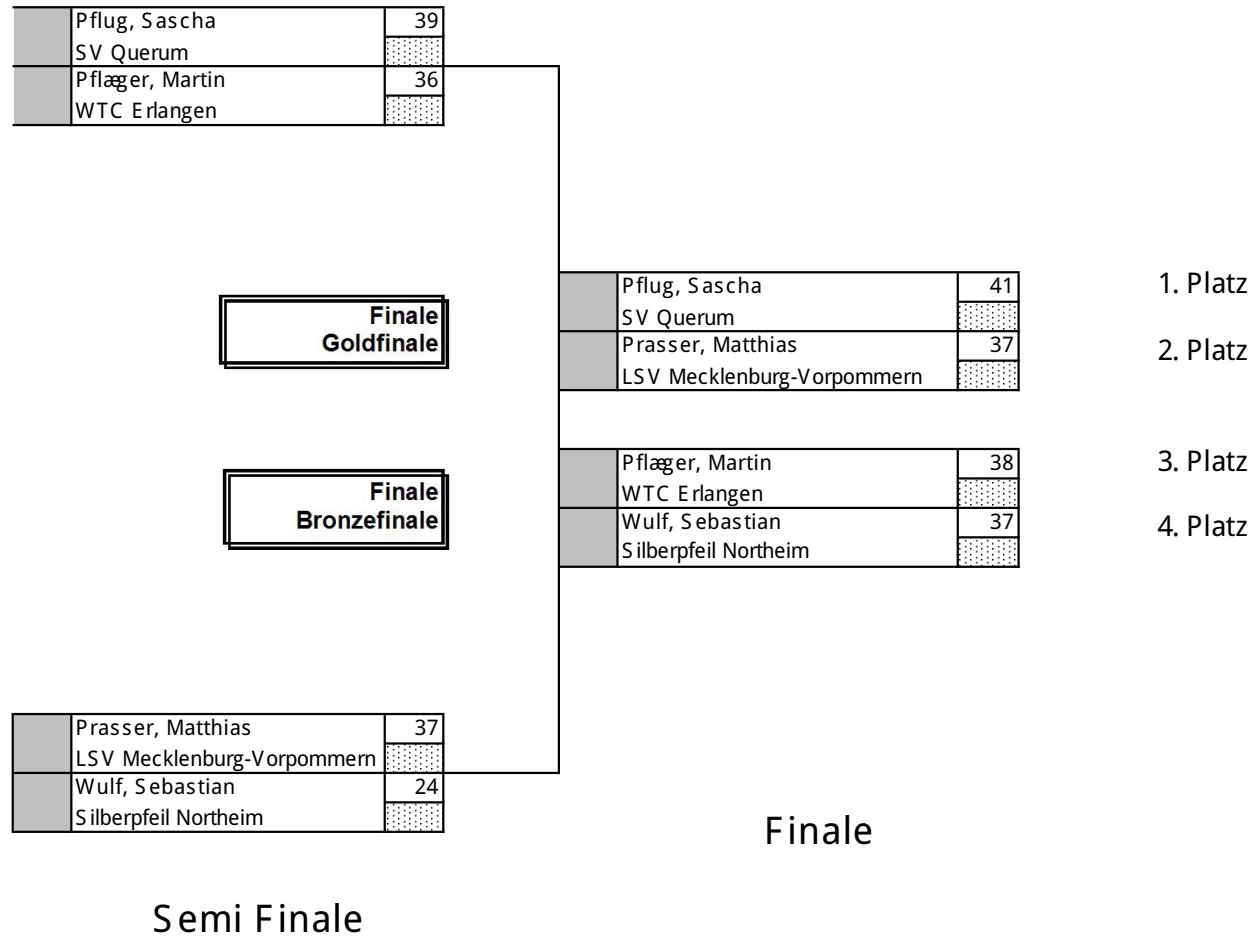 Pflug, Sascha 39
SV Querum
Pflæger, Martin 36
WTC Erlangen
Finale
Goldfinale
Pflug, Sascha 41
SV Querum
Prasser, Matthias 37
LSV Mecklenburg-Vorpommern
1. Platz
2. Platz
Finale
Bronzefinale
Pflæger, Martin 38
WTC Erlangen
Wulf, Sebastian 37
Silberpfeil Northeim
3. Platz
4. Platz
Prasser, Matthias 37
LSV Mecklenburg-Vorpommern
Wulf, Sebastian 24
Silberpfeil Northeim
Finale
Semi Finale